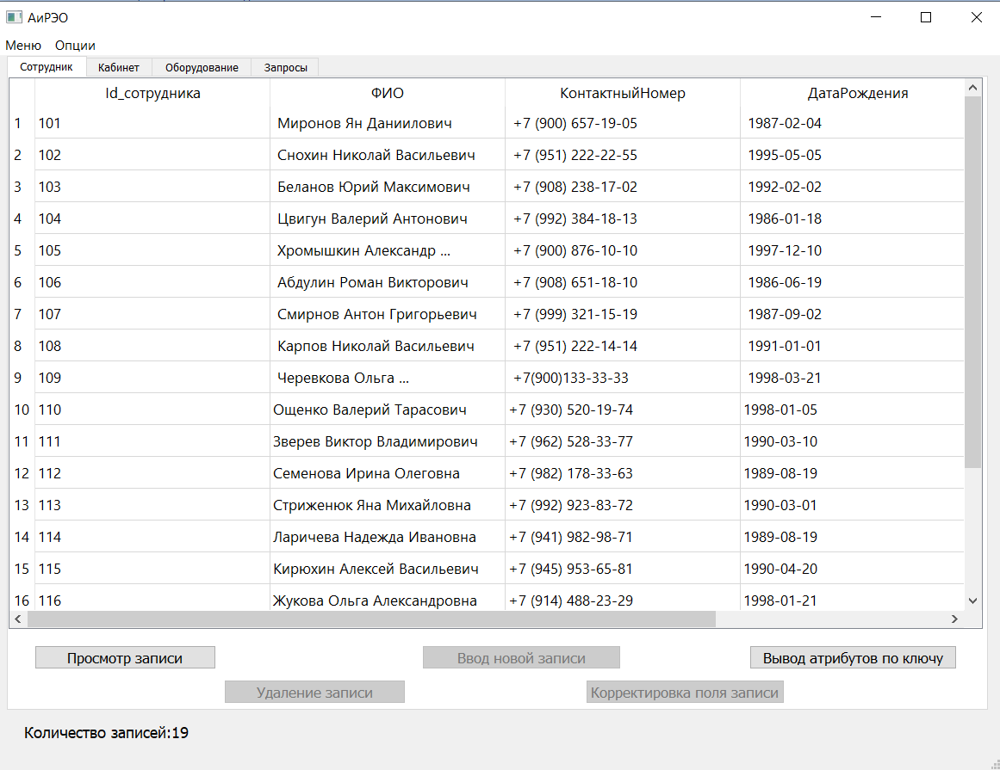 АиРЭО
Меню Опции
Сотрудник Кабинет Оборудование Запросы
Id_сотрудника ФИО КонтактныйНомер ДатаРождения
1 101 Миронов Ян Даниилович +7 (900) 657-19-05 1987-02-04
2 102 Снохин Николай Васильевич +7 (951) 222-22-55 1995-05-05
3 103 Беланов Юрий Максимович +7 (908) 238-17-02 1992-02-02
4 104 Цвигун Валерий Антонович +7 (992) 384-18-13 1986-01-18
5 105 Хромышкин Александр ... +7 (900) 876-10-10 1997-12-10
6 106 Абдулин Роман Викторович +7 (908) 651-18-10 1986-06-19
7 107 Смирнов Антон Григорьевич +7 (999) 321-15-19 1987-09-02
8 108 Карпов Николай Васильевич +7 (951) 222-14-14 1991-01-01
9 109 Черевкова Ольга ... +7(900)133-33-33 1998-03-21
10 110 Ощенко Валерий Тарасович +7 (930) 520-19-74 1998-01-05
11 111 Зверев Виктор Владимирович +7 (962) 528-33-77 1990-03-10
12 112 Семенова Ирина Олеговна +7 (982) 178-33-63 1989-08-19
13 113 Стриженюк Яна Михайловна +7 (992) 923-83-72 1990-03-01
14 114 Ларичева Надежда Ивановна +7 (941) 982-98-71 1989-08-19
15 115 Кирюхин Алексей Васильевич +7 (945) 953-65-81 1990-04-20
16 116 Жукова Ольга Александровна +7 (914) 488-23-29 1998-01-21
Просмотр записи Ввод новой записи Вывод атрибутов по ключу
Удаление записи Корректировка поля записи
Количество записей:19